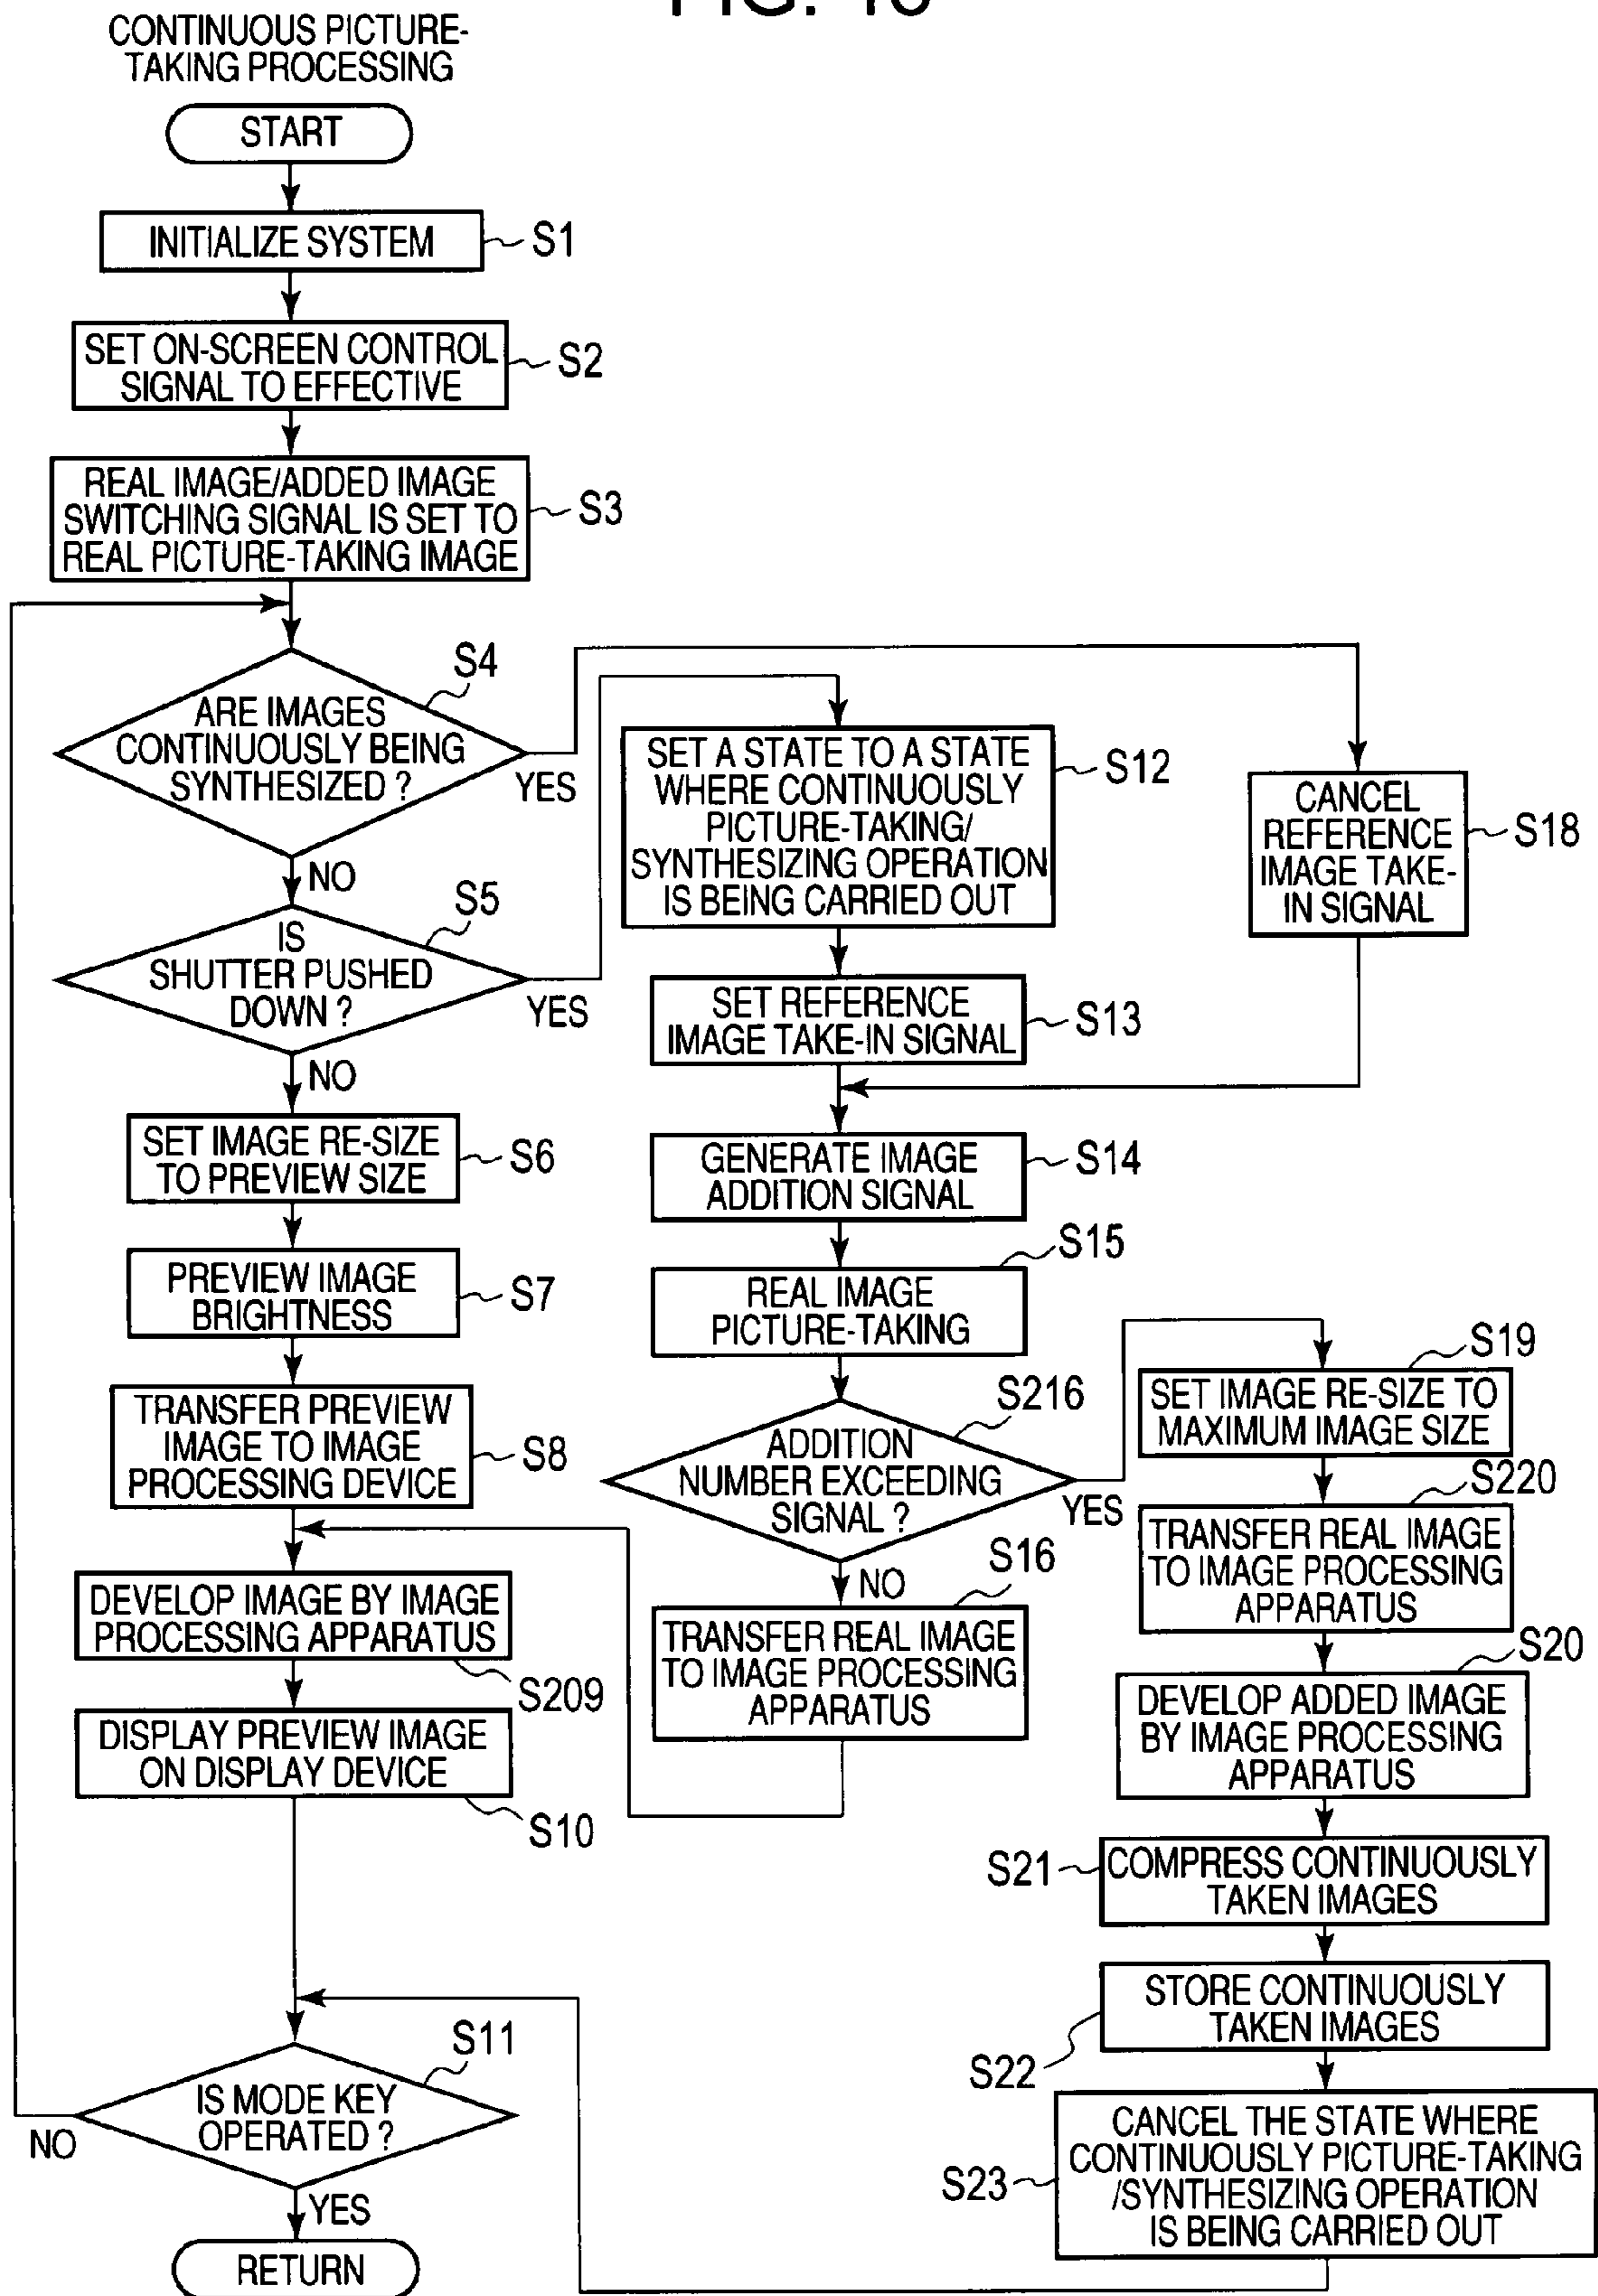 CONTINUOUS PICTURE-
TAKING PROCESSING
START
INITIALIZE SYSTEM
S1
SET ON-SCREEN CONTROL
SIGNAL TO EFFECTIVE
S2
REAL IMAGE/ADDED IMAGE
SWITCHING SIGNAL IS SET TO
REAL PICTURE-TAKING IMAGE
S3
S4
ARE IMAGES
CONTINUOUSLY BEING
SYNTHESIZED ?
YES
NO
S5
IS
SHUTTER PUSHED
DOWN ?
YES
NO
SET IMAGE RE-SIZE
TO PREVIEW SIZE
S6
PREVIEW IMAGE
BRIGHTNESS
S7
TRANSFER PREVIEW
IMAGE TO IMAGE
PROCESSING DEVICE
S8
DEVELOP IMAGE BY IMAGE
PROCESSING APPARATUS
S209
DISPLAY PREVIEW IMAGE
ON DISPLAY DEVICE
S10
S11
IS MODE KEY
OPERATED ?
NO
YES
RETURN
SET A STATE TO A STATE
WHERE CONTINUOUSLY
PICTURE-TAKING/
SYNTHESIZING OPERATION
IS BEING CARRIED OUT
S12
SET REFERENCE
IMAGE TAKE-IN SIGNAL
S13
GENERATE IMAGE
ADDITION SIGNAL
S14
S15
REAL IMAGE
PICTURE-TAKING
S216
ADDITION
NUMBER EXCEEDING
SIGNAL ?
YES
NO
S16
TRANSFER REAL IMAGE
TO IMAGE PROCESSING
APPARATUS
CANCEL
REFERENCE
IMAGE TAKE-
IN SIGNAL
S18
S19
SET IMAGE RE-SIZE TO
MAXIMUM IMAGE SIZE
S220
TRANSFER REAL IMAGE
TO IMAGE PROCESSING
APPARATUS
S20
DEVELOP ADDED IMAGE
BY IMAGE PROCESSING
APPARATUS
S21
COMPRESS CONTINUOUSLY
TAKEN IMAGES
STORE CONTINUOUSLY
TAKEN IMAGES
S22
CANCEL THE STATE WHERE
CONTINUOUSLY PICTURE-TAKING
/SYNTHESIZING OPERATION
IS BEING CARRIED OUT
S23